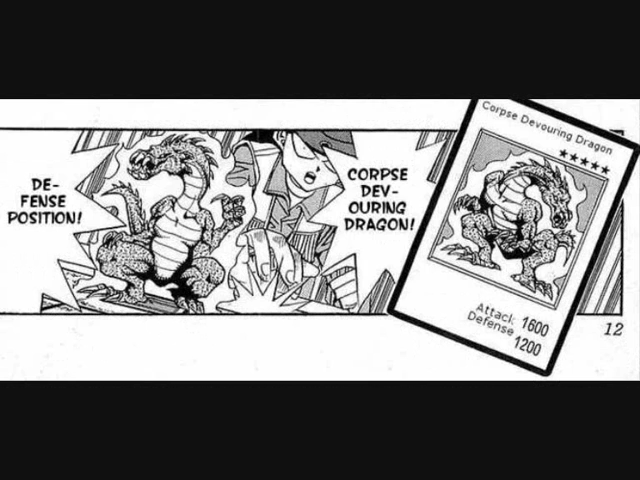 DE-
FENSE
POSITION!
CORPSE
DEV-
OURING
DRAGON!
Corpse Devouring Dragon
Attack 1600
Defense 1200
12